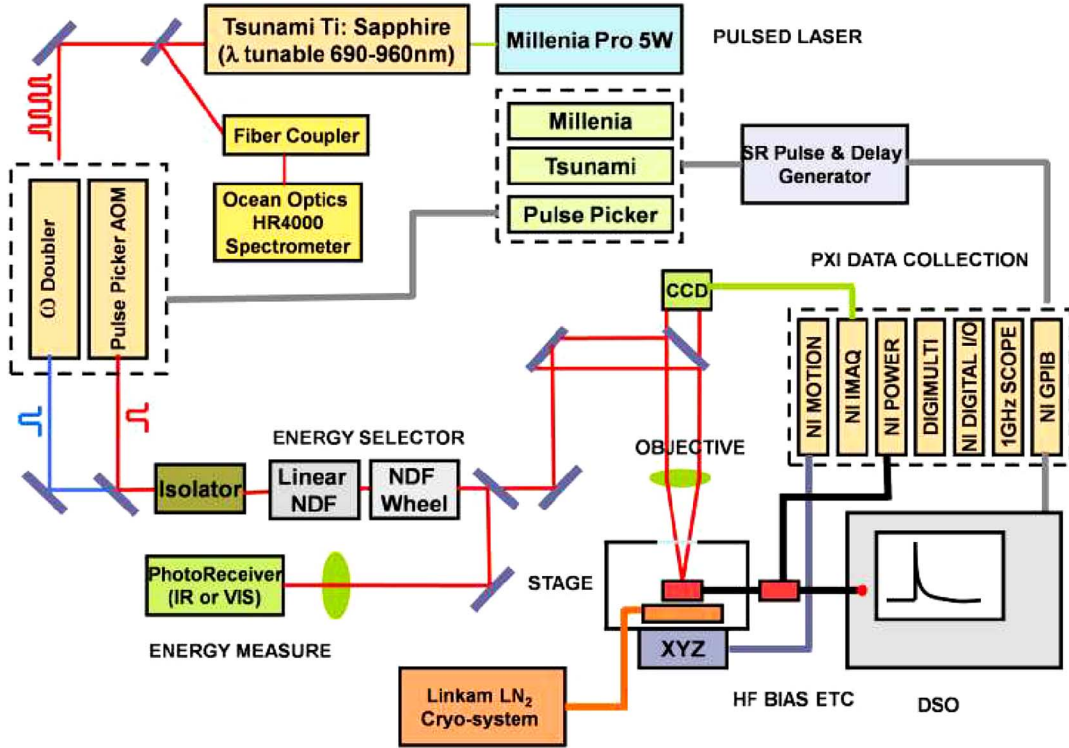 Tsunami Ti: Sapphire
(λ tunable 690-960nm)
Millenia Pro 5W
PULSED LASER
Fiber Coupler
Ocean Optics
HR4000
Spectrometer
Millenia
Tsunami
Pulse Picker
SR Pulse & Delay
Generator
ω Doubler
Pulse Picker AOM
PXI DATA COLLECTION
CCD
NI MOTION
NI IMAQ
NI POWER
DIGIMULTI
NI DIGITAL I/O
1GHz SCOPE
NI GPIB
ENERGY SELECTOR
OBJECTIVE
Isolator
Linear
NDF
NDF
Wheel
PhotoReceiver
(IR or VIS)
STAGE
ENERGY MEASURE
XYZ
Linkam LN₂
Cryo-system
HF BIAS ETC
DSO